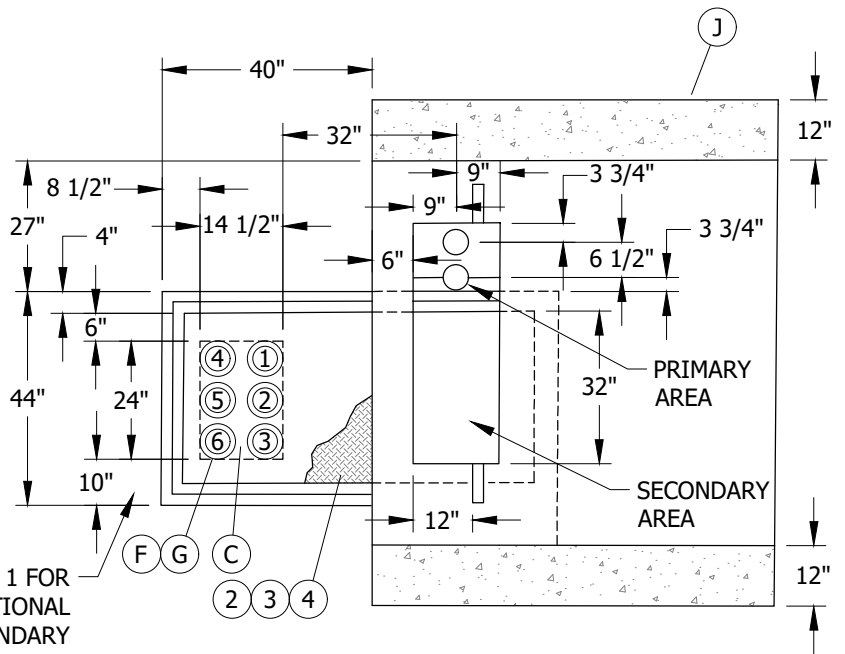 J
40"
32"
12"
9"
3 3/4"
8 1/2"
27"
14 1/2"
9"
3 3/4"
4"
6"
6 1/2"
6"
4 1
44" 24" 5 2 32" PRIMARY
AREA
6 3
10"
SECONDARY
AREA
12"
F G C
1 FOR
2 3 4
12"
TIONAL
NDARY